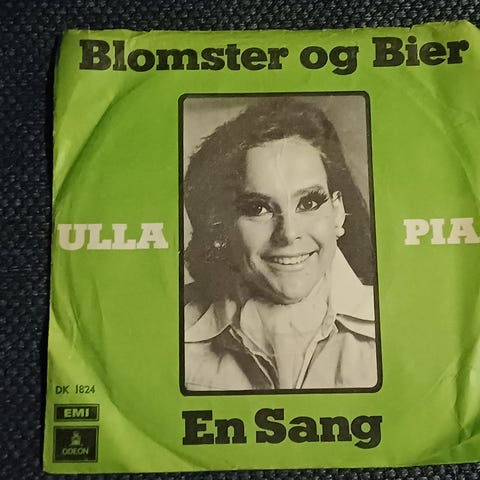 Blomster og Bier
ULLA PIA
DK 1824
EMI
ODEON
En Sang